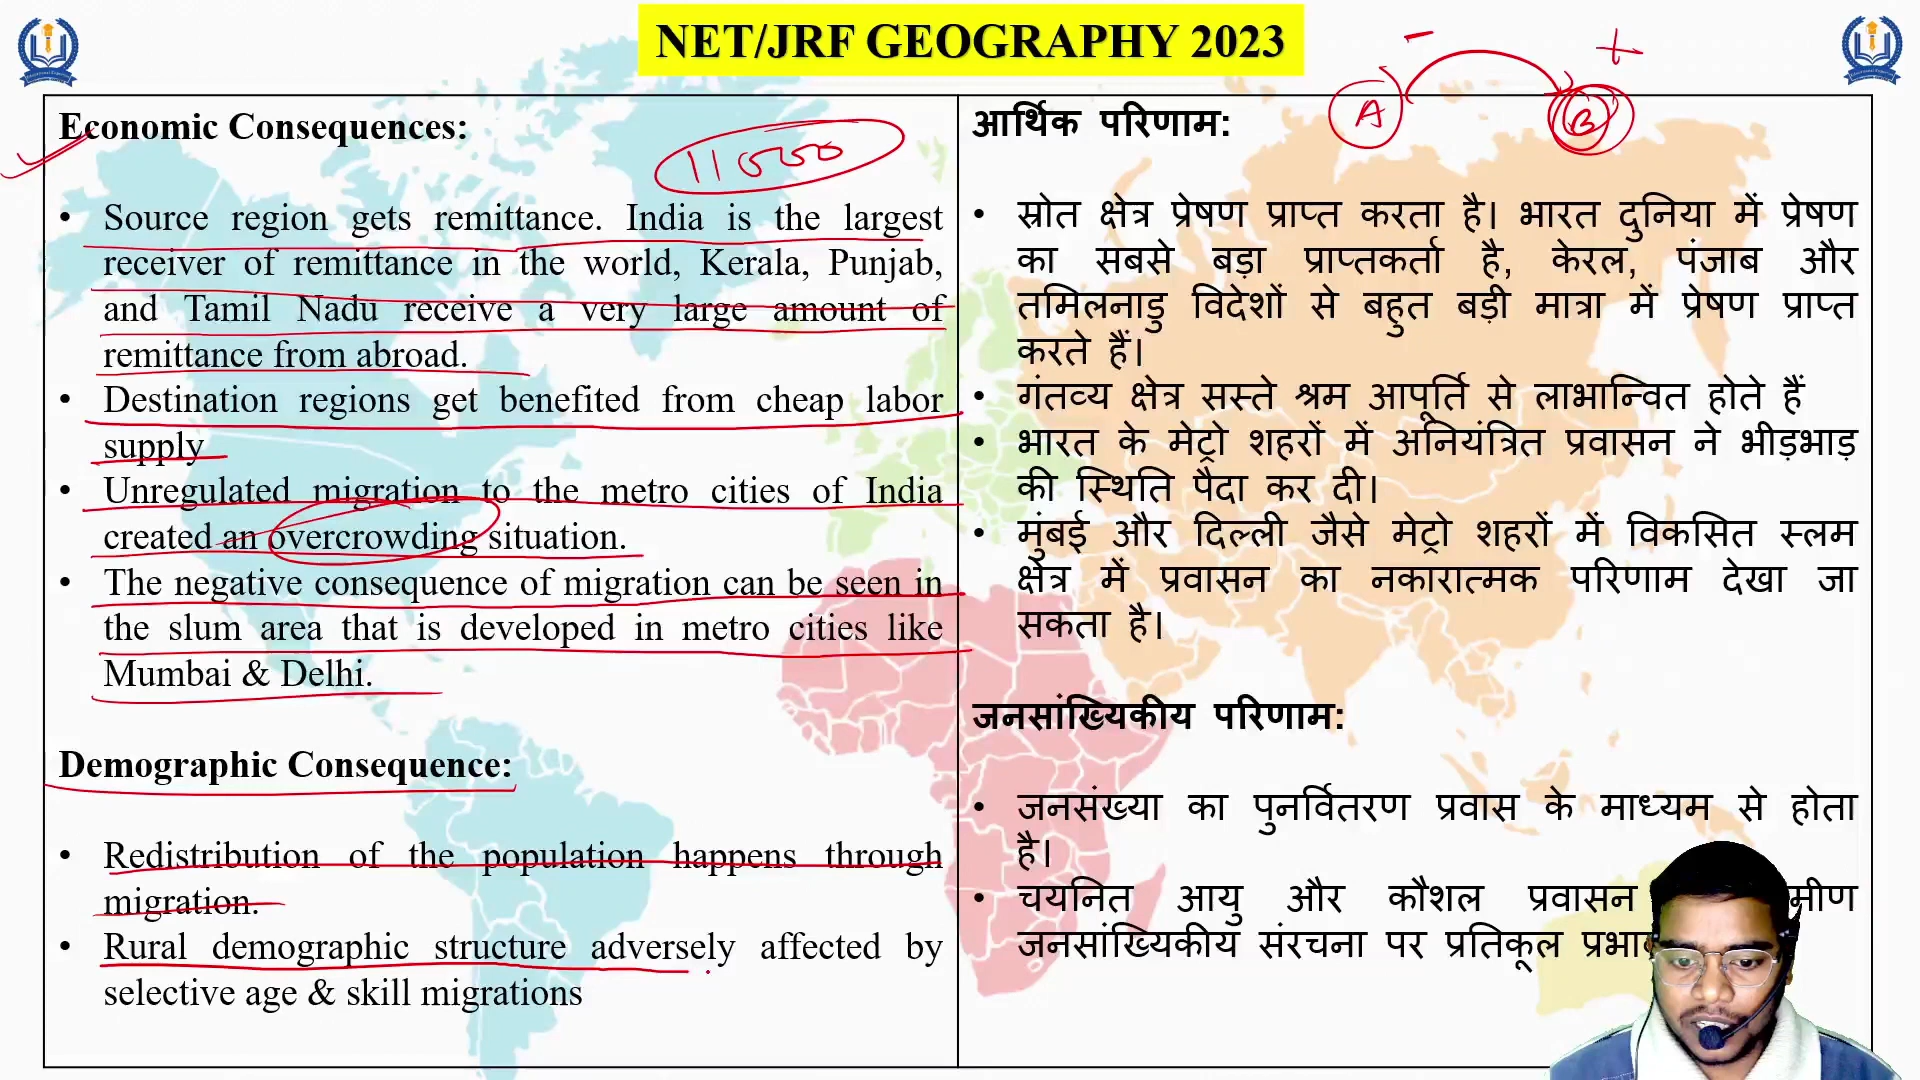 NET/JRF GEOGRAPHY 2023
-
+
A
B
Economic Consequences:
• Source region gets remittance. India is the largest
receiver of remittance in the world, Kerala, Punjab,
and Tamil Nadu receive a very large amount of
remittance from abroad.
• Destination regions get benefited from cheap labor
supply
• Unregulated migration to the metro cities of India
created an overcrowding situation.
• The negative consequence of migration can be seen in
the slum area that is developed in metro cities like
Mumbai & Delhi.
Demographic Consequence:
• Redistribution of the population happens through
migration.
• Rural demographic structure adversely affected by
selective age & skill migrations
आर्थिक परिणाम:
• स्रोत क्षेत्र प्रेषण प्राप्त करता है। भारत दुनिया में प्रेषण
का सबसे बड़ा प्राप्तकर्ता है, केरल, पंजाब और
तमिलनाडु विदेशों से बहुत बड़ी मात्रा में प्रेषण प्राप्त
करते हैं।
• गंतव्य क्षेत्र सस्ते श्रम आपूर्ति से लाभान्वित होते हैं
• भारत के मेट्रो शहरों में अनियंत्रित प्रवासन ने भीड़भाड़
की स्थिति पैदा कर दी।
• मुंबई और दिल्ली जैसे मेट्रो शहरों में विकसित स्लम
क्षेत्र में प्रवासन का नकारात्मक परिणाम देखा जा
सकता है।
जनसांख्यिकीय परिणाम:
• जनसंख्या का पुनर्वितरण प्रवास के माध्यम से होता
है।
• चयनित आयु और कौशल प्रवासन
जनसांख्यिकीय संरचना पर प्रतिकूल